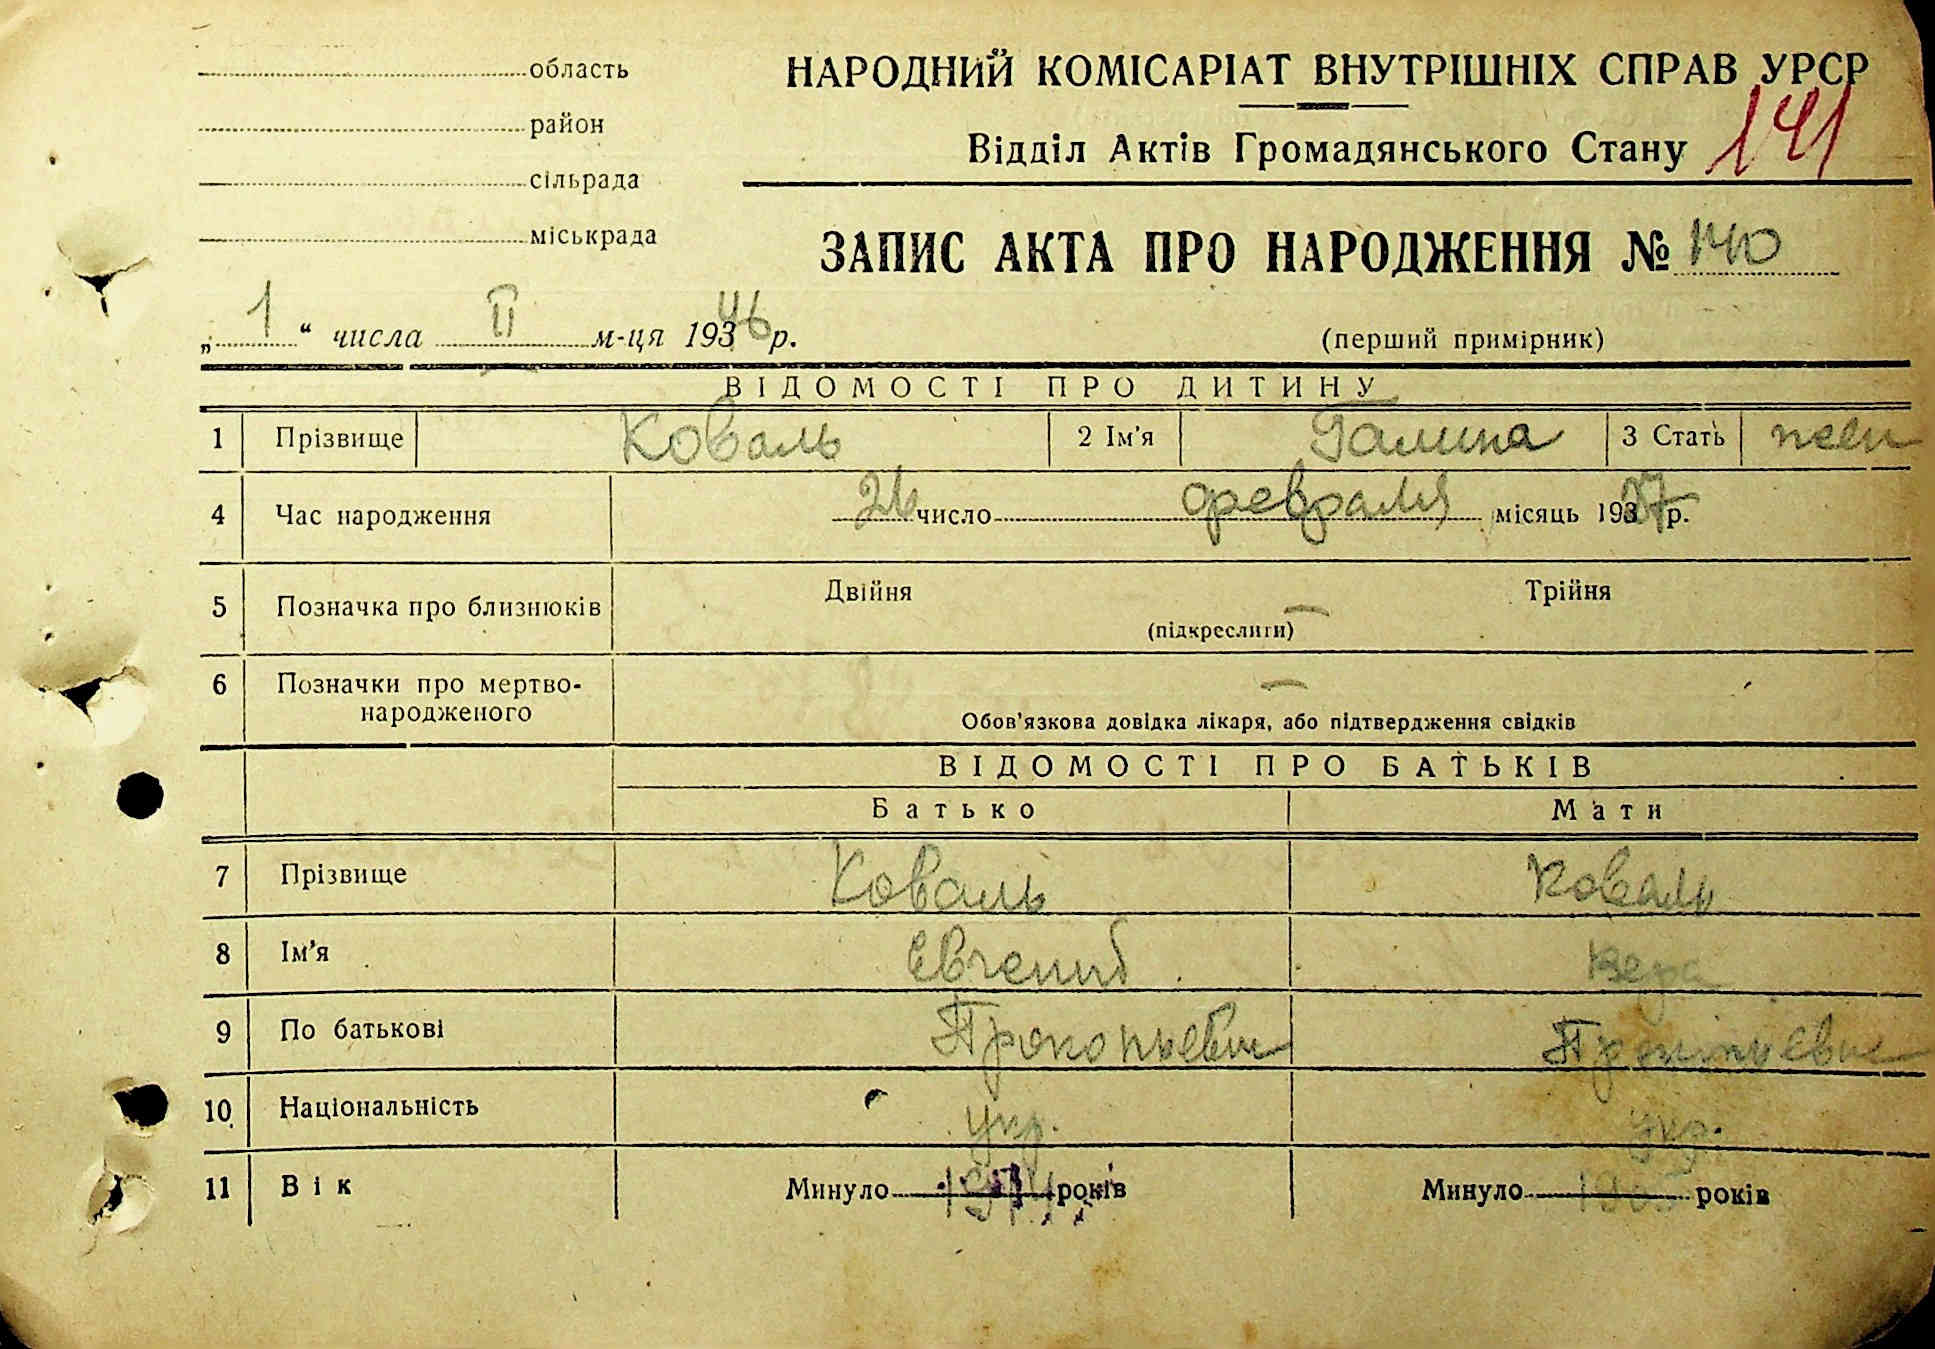 область
район
сільрада
міськрада
НАРОДНИЙ КОМІСАРІАТ ВНУТРІШНІХ СПРАВ УРСР
Відділ Актів Громадянського Стану 141
ЗАПИС АКТА ПРО НАРОДЖЕННЯ № 140
„ 1 “ числа II м-ця 1946 р.
(перший примірник)
ВІДОМОСТІ ПРО ДИТИНУ
1 Прізвище Коваль 2 Ім'я Галина 3 Стать жен
4 Час народження 26 число февраля місяць 1937 р.
5 Позначка про близнюків Двійня — Трійня
(підкреслити)
6 Позначки про мертво-
народженого —
Обов'язкова довідка лікаря, або підтвердження свідків
ВІДОМОСТІ ПРО БАТЬКІВ
Батько Мати
7 Прізвище Коваль Коваль
8 Ім'я Евгений Вера
9 По батькові Прокопьевич
10 Національність укр. укр.
11 Вік Минуло років Минуло років